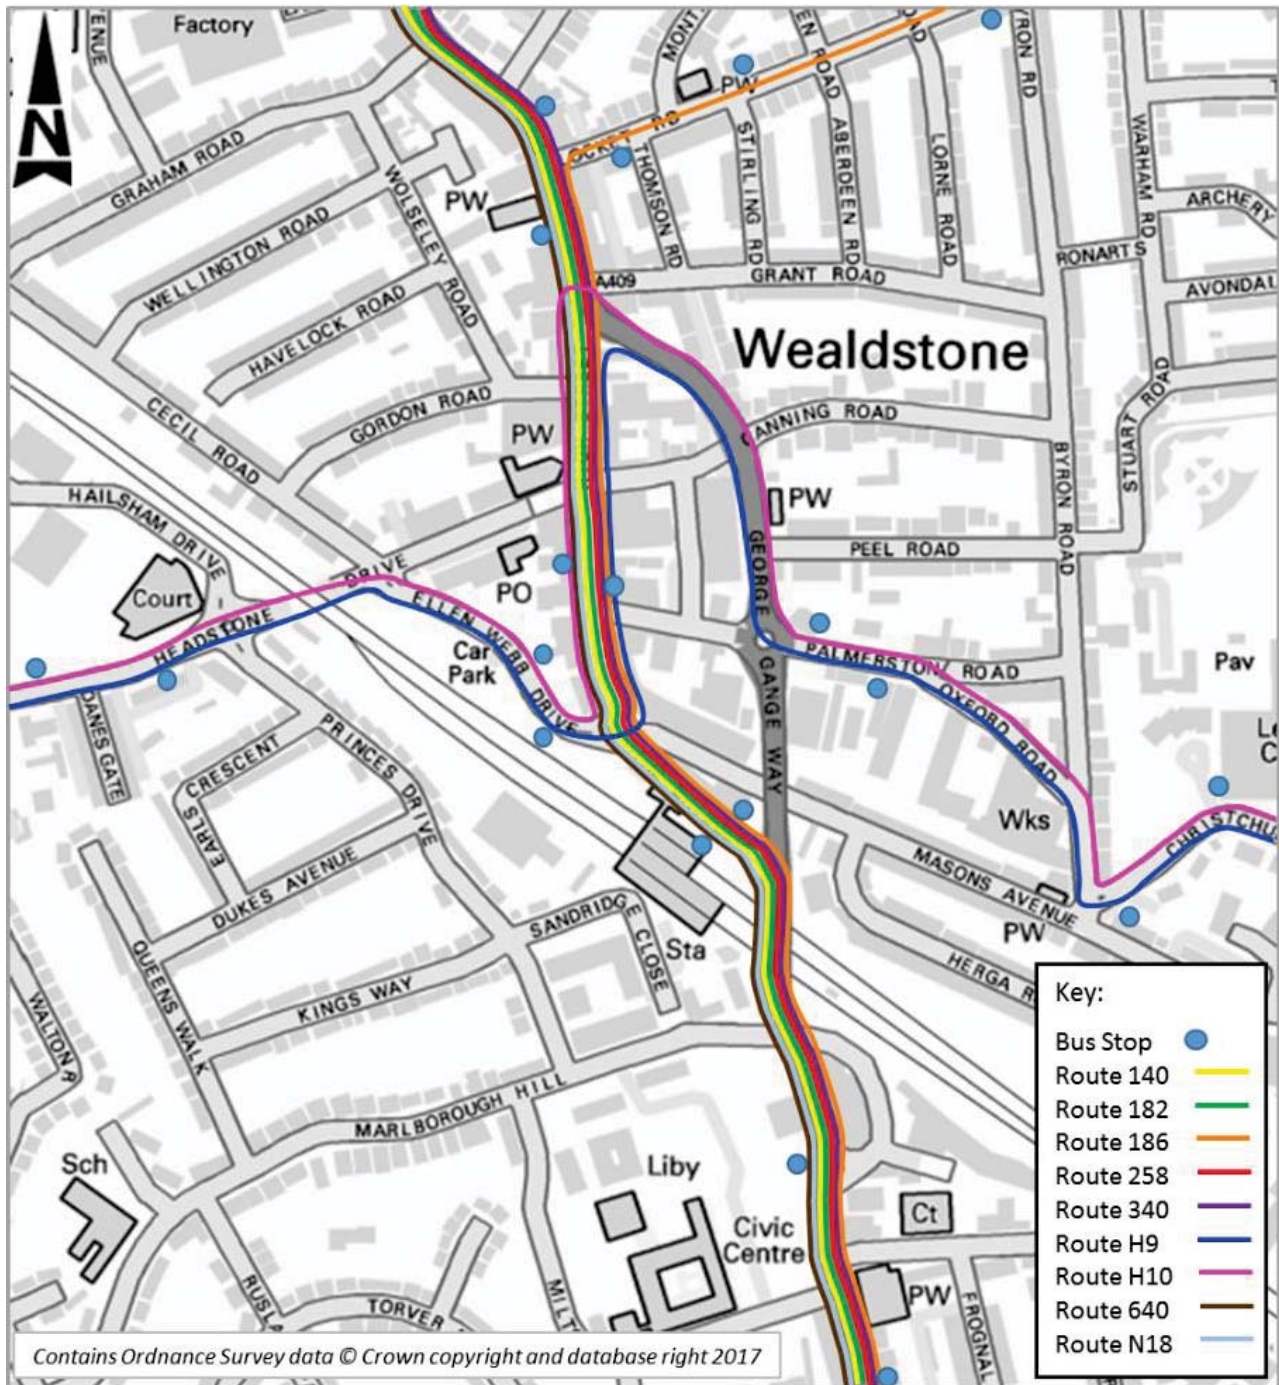 Factory
PW
GRAHAM ROAD
WOLSELEY ROAD
THOMSON RD
STIRLING RD
ABERDEEN RD
LORNE ROAD
WARHAM RD
ARCHERY
PW
WELLINGTON ROAD
A409
GRANT ROAD
RONARTS
AVONDAL
HAVELOCK ROAD
Wealdstone
CECIL ROAD
GORDON ROAD
STUART ROAD
PW
HAILSHAM DRIVE
PW
BYRON ROAD
GEORGE
PEEL ROAD
PO
Court
DRIVE
HEADSTONE
ELLEN WEBB DRIVE
Car
Park
PALMERSTON ROAD
Pav
OXFORD ROAD
GANGE WAY
DANES GATE
PRINCES DRIVE
EARLS CRESCENT
Wks
CHRISTCHU
MASONS AVENUE
DUKES AVENUE
PW
SANDRIDGE CLOSE
Sta
HERGA R
QUEENS WALK
KINGS WAY
WALTON R
MARLBOROUGH HILL
Sch
Liby
Ct
Civic
Centre
PW
TORVER
FROGNAL
N
Key:
Bus Stop
Route 140
Route 182
Route 186
Route 258
Route 340
Route H9
Route H10
Route 640
Route N18
Contains Ordnance Survey data © Crown copyright and database right 2017